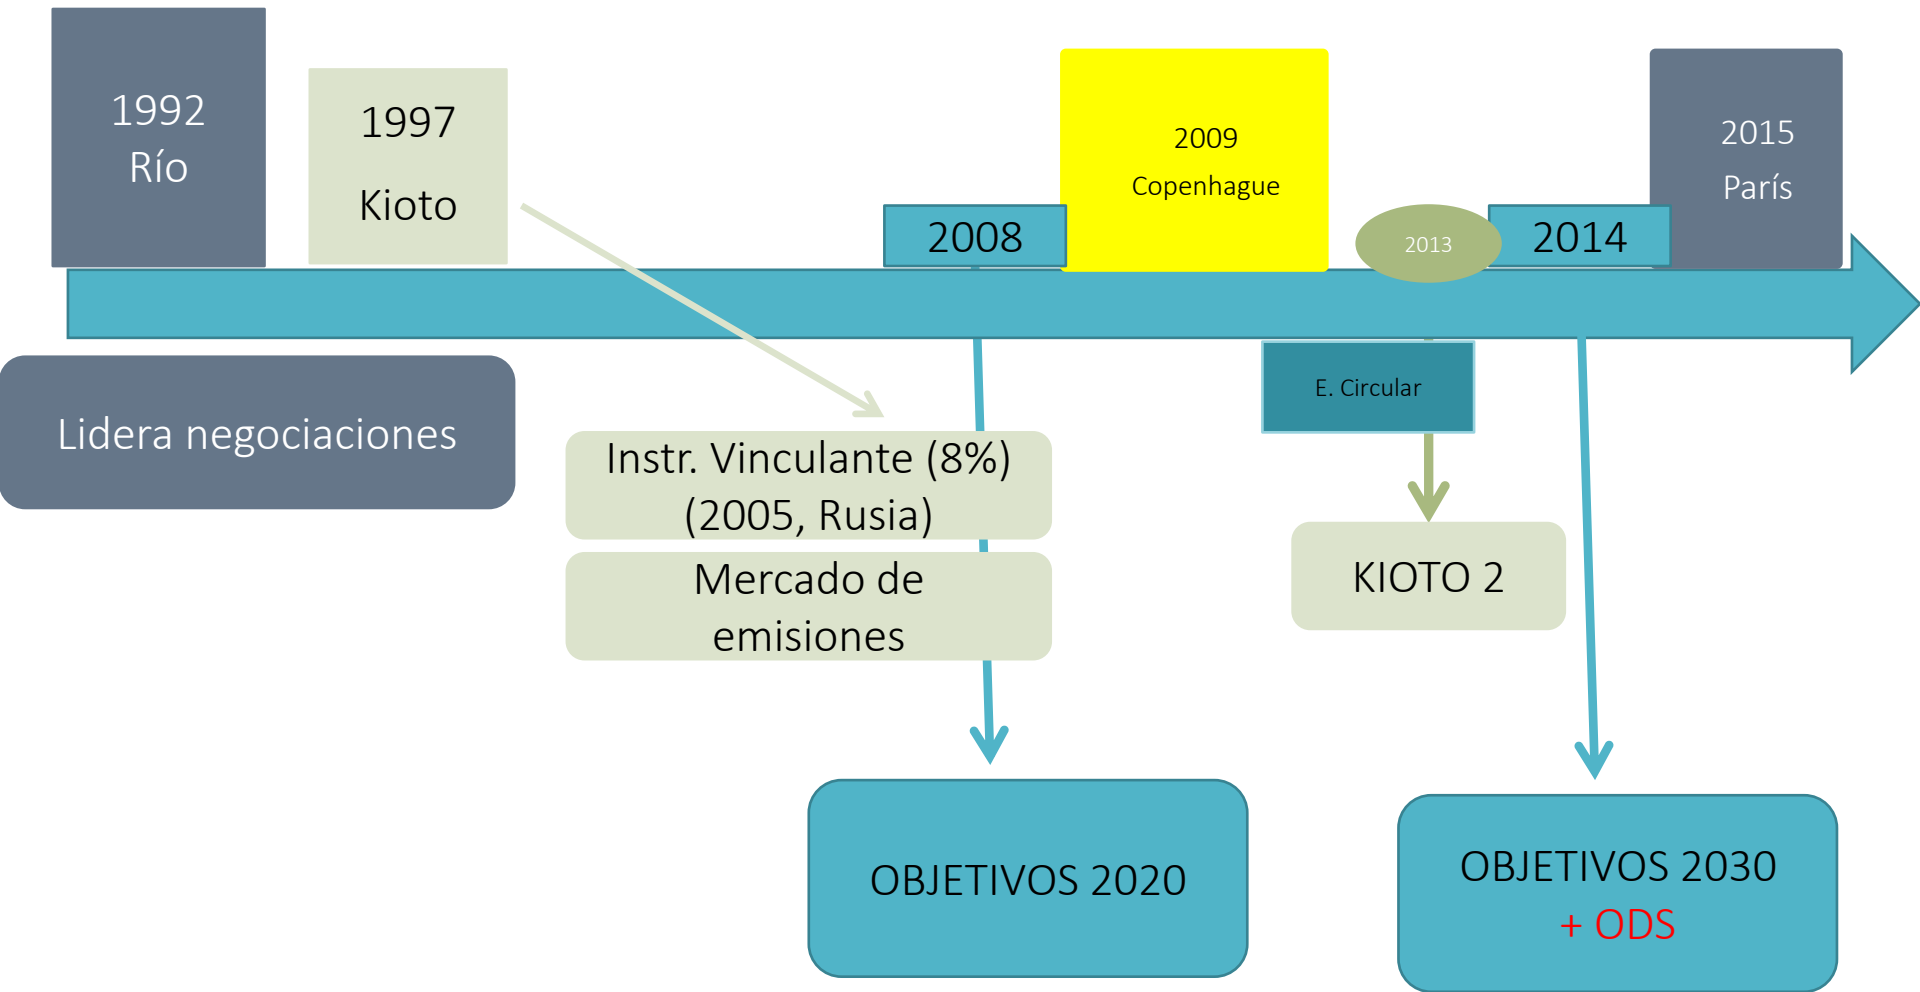 1992
Río
1997
Kioto
2008
2009
Copenhague
2013
2014
2015
París
Lidera negociaciones
E. Circular
Instr. Vinculante (8%)
(2005, Rusia)
Mercado de
emisiones
KIOTO 2
OBJETIVOS 2020
OBJETIVOS 2030
+ ODS